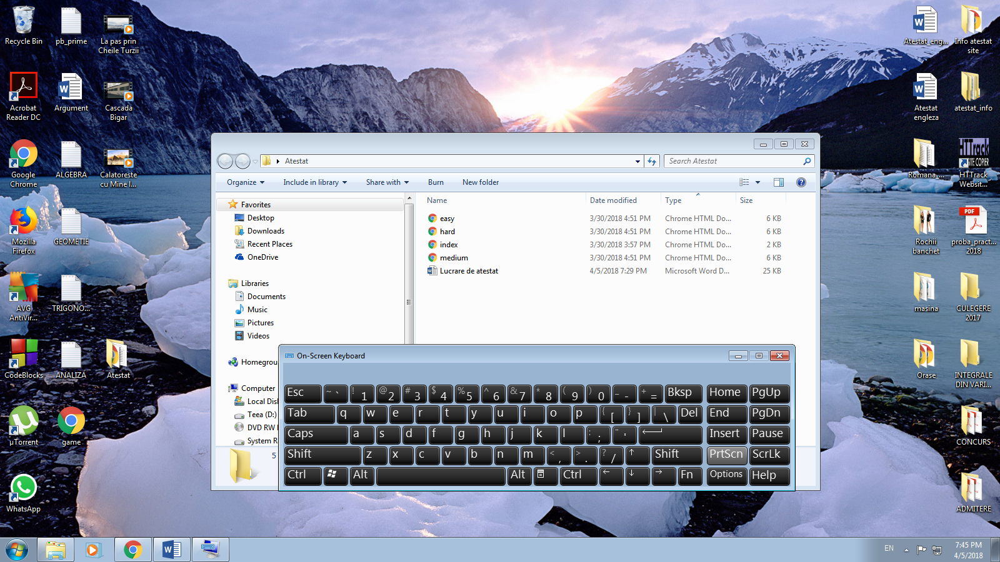 Recycle Bin
pb_prime
La pas prin
Cheile Turzii
Acrobat
Reader DC
Argument
Cascada
Bigar
Google
Chrome
ALGEBRA
Calatoreste
cu Mine l...
Mozilla
Firefox
GEOMETIE
AVG
AntiVir...
TRIGONO...
CodeBlocks
ANALIZA
Atestat
µTorrent
game
WhatsApp
Atestat_eng...
Info atestat
site
Atestat
engleza
atestat_info
Romana_...
HTTrack
SITE COPIER
HTTrack
Websit...
Rochii
banchet
PDF
proba_pract...
2018
masina
CULEGERE
2017
Orase
INTEGRALE
DIN VARI...
CONCURS
ADMITERE
Atestat
Search Atestat
Organize
Include in library
Share with
Burn
New folder
Favorites
Desktop
Downloads
Recent Places
OneDrive
Libraries
Documents
Music
Pictures
Videos
Homegrou
Computer
Local Dis
Teea (D:)
DVD RW
System R
Name Date modified Type Size
easy 3/30/2018 4:51 PM Chrome HTML Do... 6 KB
hard 3/30/2018 4:51 PM Chrome HTML Do... 6 KB
index 3/30/2018 3:57 PM Chrome HTML Do... 2 KB
medium 3/30/2018 4:51 PM Chrome HTML Do... 6 KB
Lucrare de atestat 4/5/2018 7:29 PM Microsoft Word D... 25 KB
5
On-Screen Keyboard
Esc ~ ` ! 1 @ 2 # 3 $ 4 % 5 ^ 6 & 7 * 8 ( 9 ) 0 _ - + = Bksp Home PgUp
Tab q w e r t y u i o p { [ } ] | \ Del End PgDn
Caps a s d f g h j k l : ; " ' Insert Pause
Shift z x c v b n m < , > . ? / ↑ Shift PrtScn ScrLk
Ctrl Alt Alt Ctrl ← ↓ → Fn Options Help
EN
7:45 PM
4/5/2018